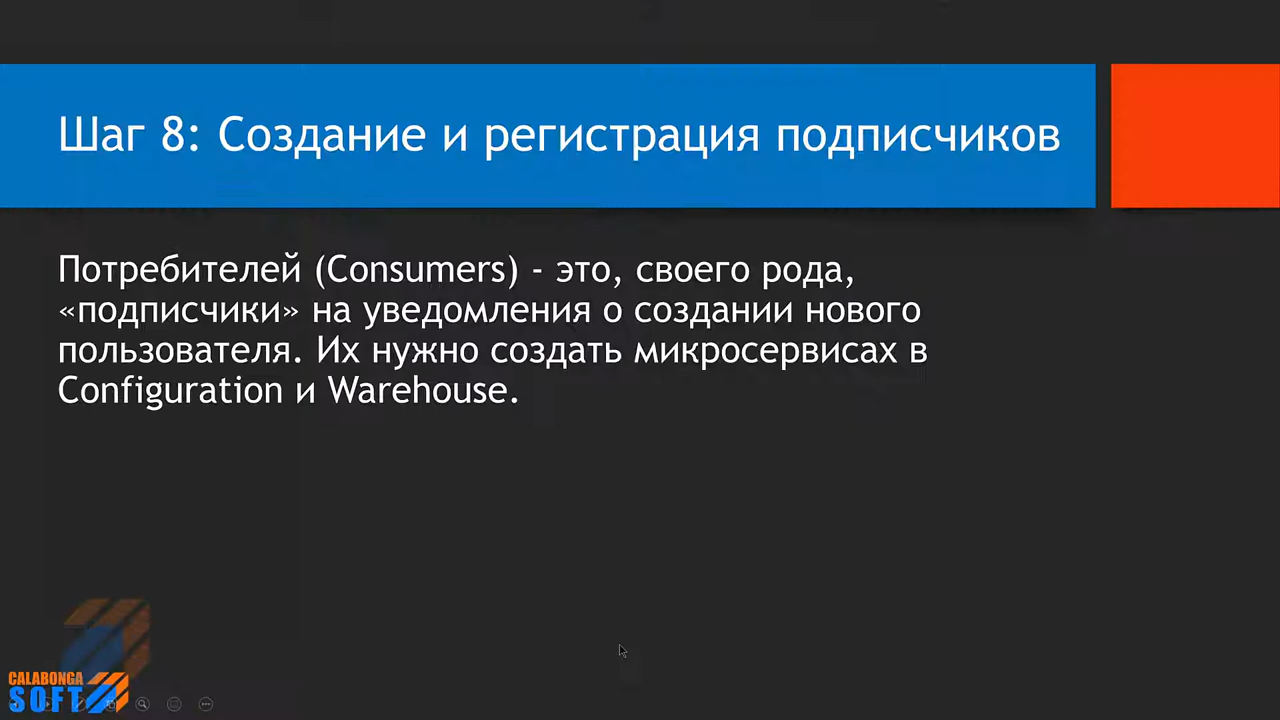 Шаг 8: Создание и регистрация подписчиков
Потребителей (Consumers) - это, своего рода,
«подписчики» на уведомления о создании нового
пользователя. Их нужно создать микросервисах в
Configuration и Warehouse.
CALABONGA
SOFT